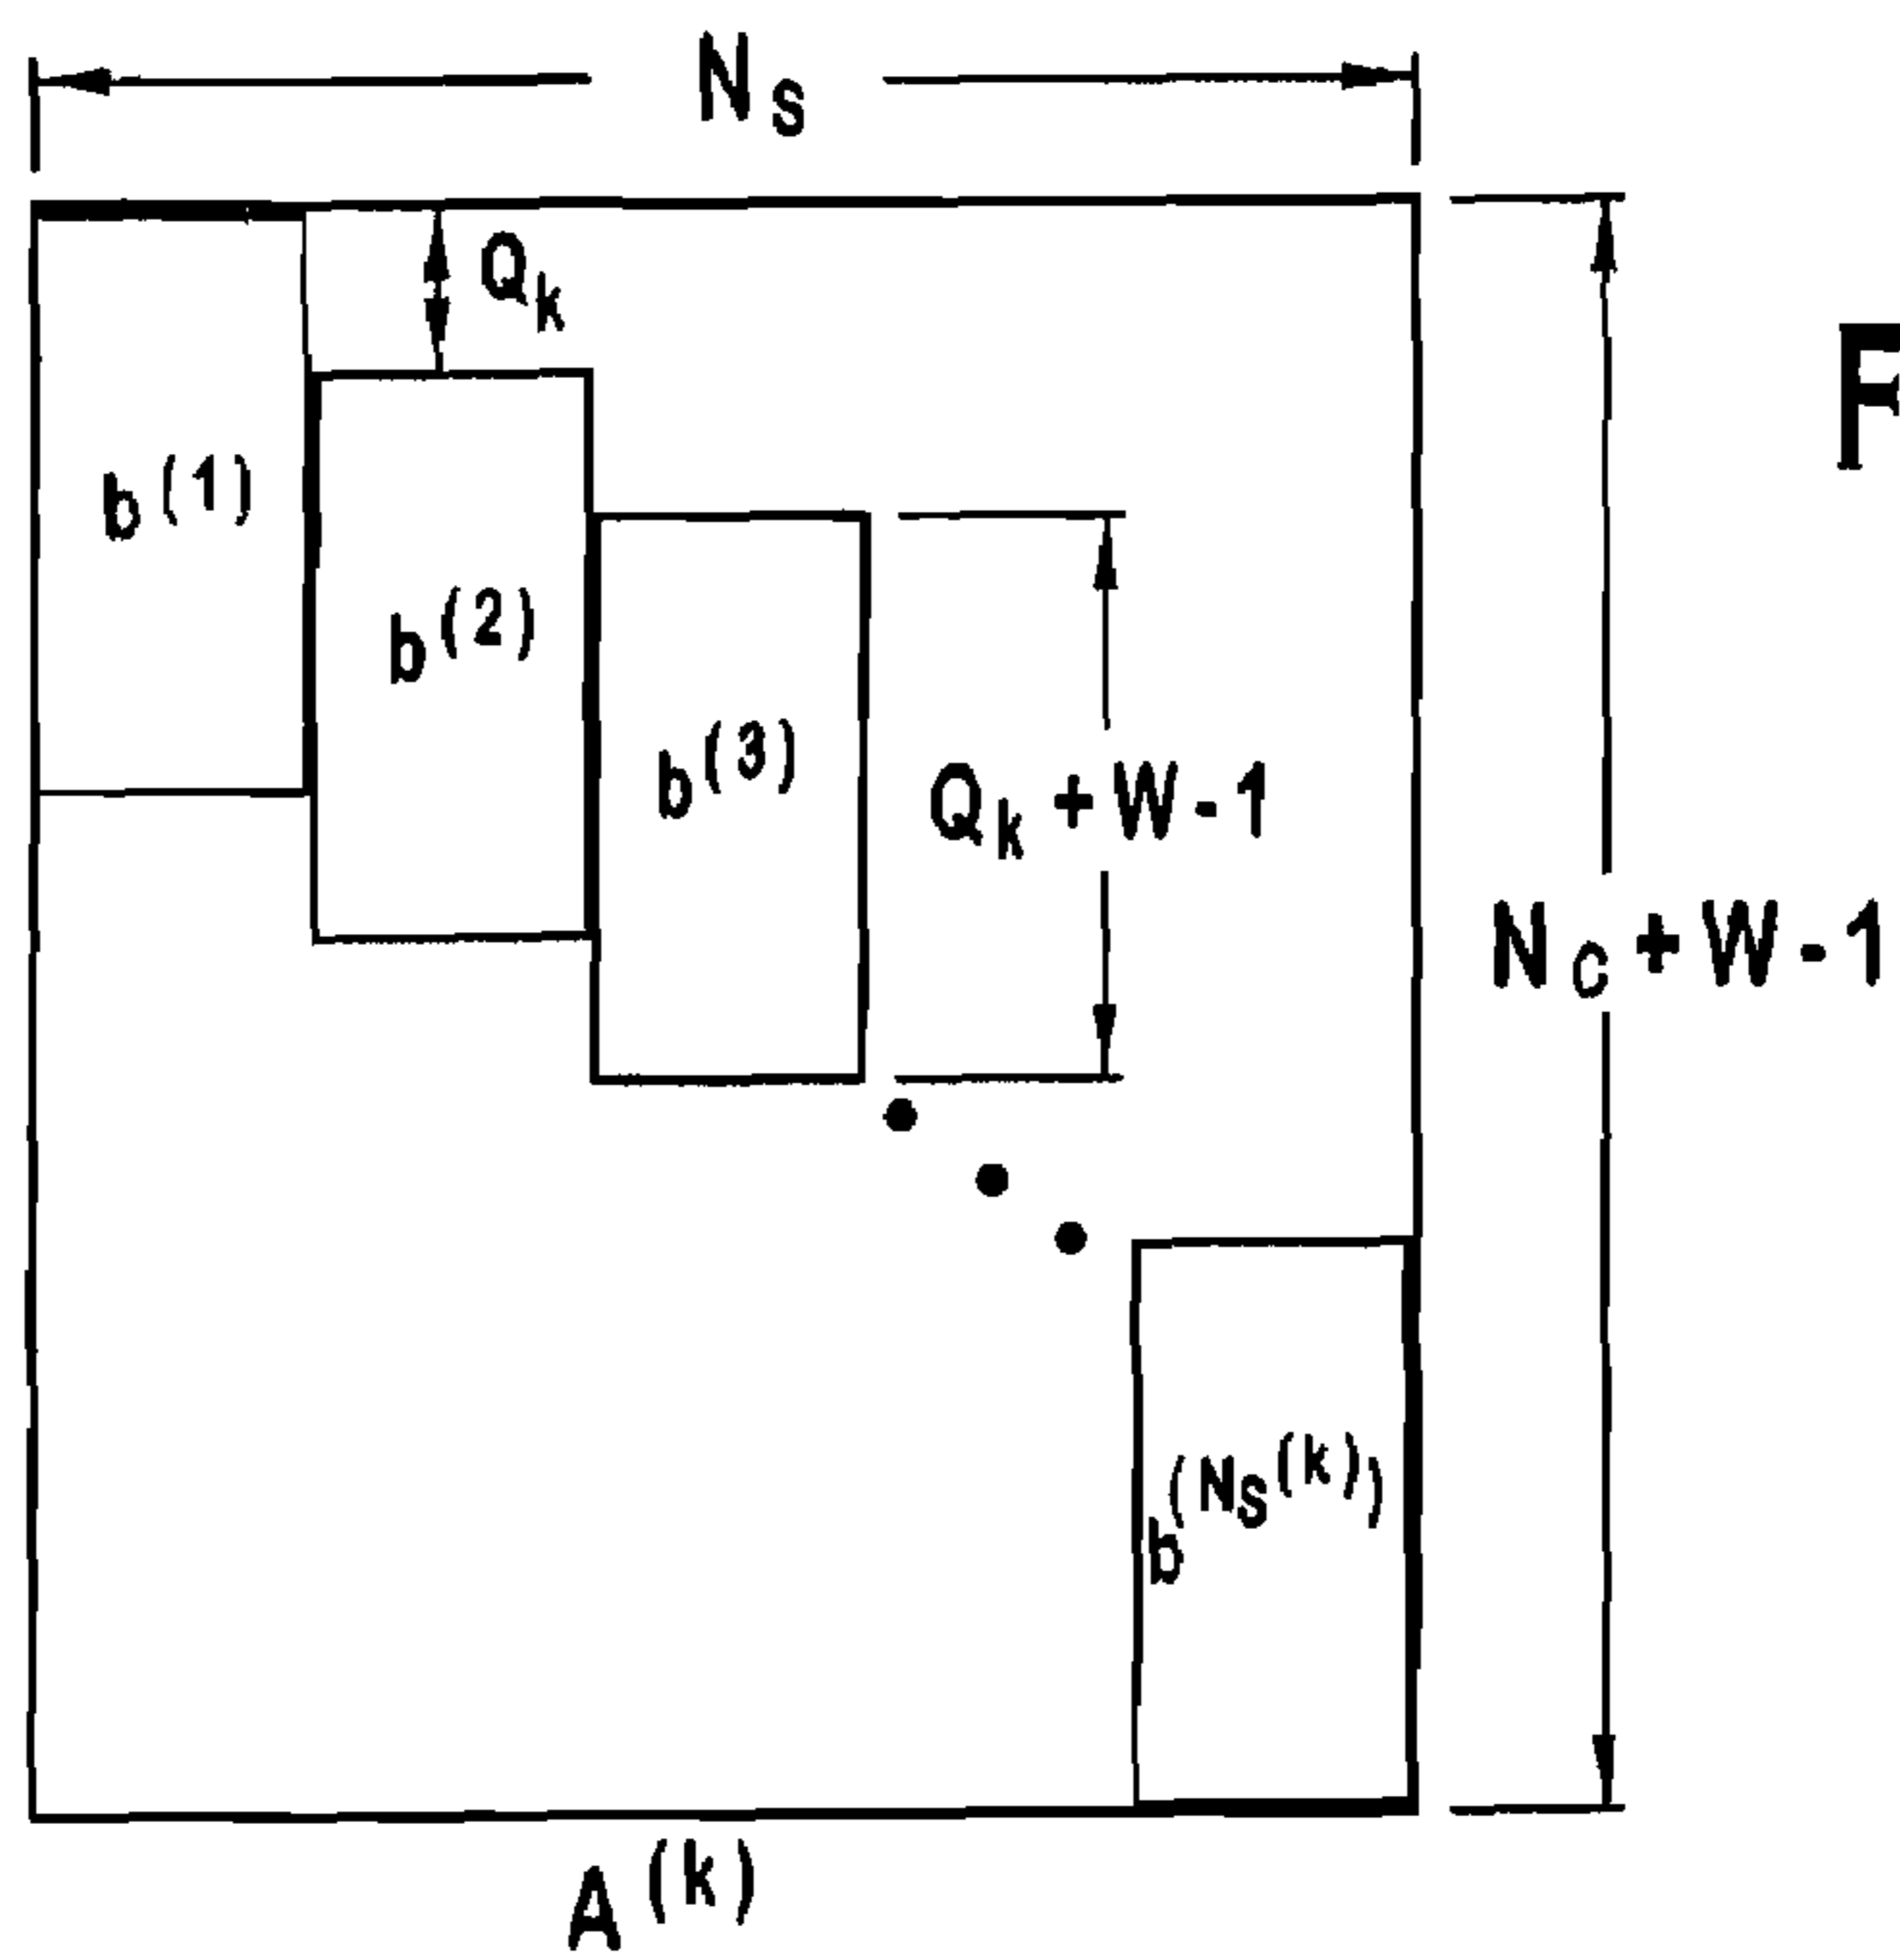 N_S
Q_k
b^(1)
b^(2)
b^(3)
Q_k + W - 1
N_C + W - 1
b^(N_S^(k))
A^(k)
F